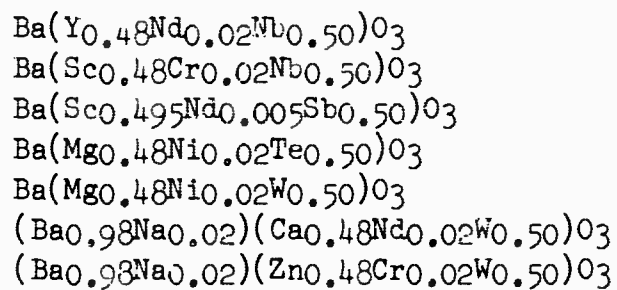 Ba(Y0.48Nd0.02Nb0.50)O3
Ba(Sc0.48Cr0.02Nb0.50)O3
Ba(Sc0.495Nd0.005Sb0.50)O3
Ba(Mg0.48Ni0.02Te0.50)O3
Ba(Mg0.48Ni0.02W0.50)O3
(Ba0.98Na0.02)(Ca0.48Nd0.02W0.50)O3
(Ba0.98Na0.02)(Zn0.48Cr0.02W0.50)O3